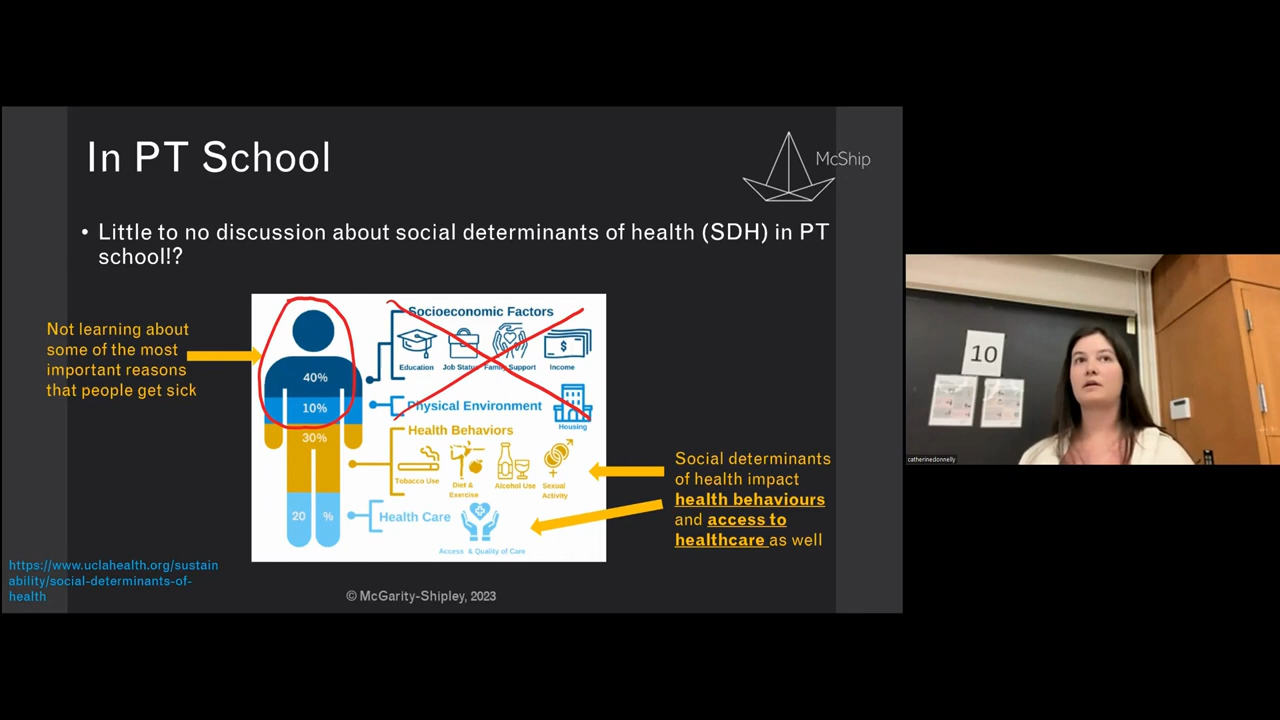 In PT School
McShip
• Little to no discussion about social determinants of health (SDH) in PT
school!?
Not learning about
some of the most
important reasons
that people get sick
40%
10%
30%
20 %
Socioeconomic Factors
Education Job Status Family Support Income
Physical Environment
Housing
Health Behaviors
Tobacco Use Diet &
Exercise Alcohol Use Sexual
Activity
Health Care
Access & Quality of Care
Social determinants
of health impact
health behaviours
and access to
healthcare as well
https://www.uclahealth.org/sustain
ability/social-determinants-of-
health
© McGarity-Shipley, 2023
10
catherinedonnelly